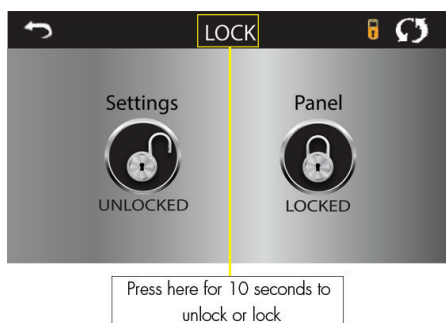 LOCK
Settings Panel
UNLOCKED LOCKED
Press here for 10 seconds to
unlock or lock